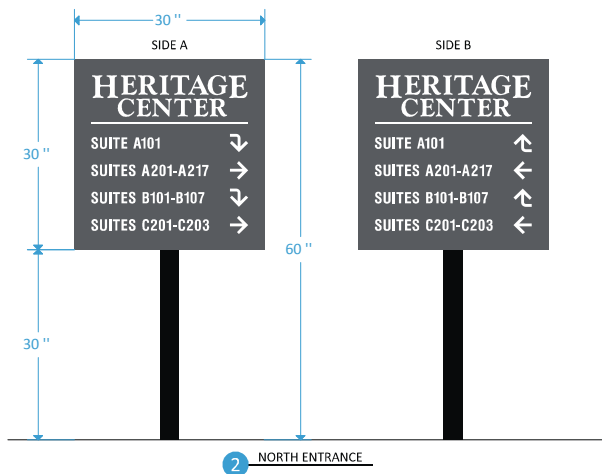 30 "
SIDE A
HERITAGE
CENTER
SUITE A101
SUITES A201-A217
SUITES B101-B107
SUITES C201-C203
30 "
30 "
60 "
SIDE B
HERITAGE
CENTER
SUITE A101
SUITES A201-A217
SUITES B101-B107
SUITES C201-C203
2 NORTH ENTRANCE